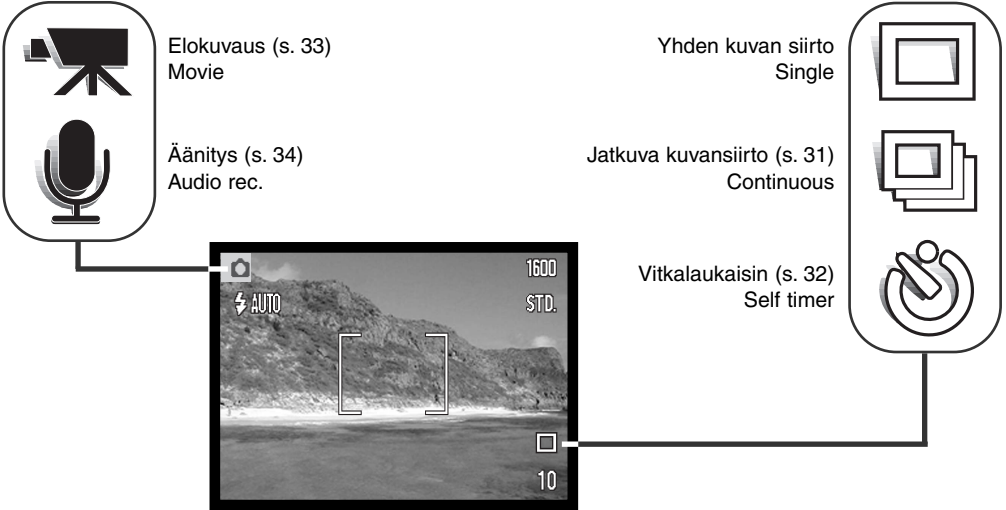 Elokuvaus (s. 33)
Movie
Äänitys (s. 34)
Audio rec.
Yhden kuvan siirto
Single
Jatkuva kuvansiirto (s. 31)
Continuous
Vitkalaukaisin (s. 32)
Self timer
1600
AUTO
STD.
10